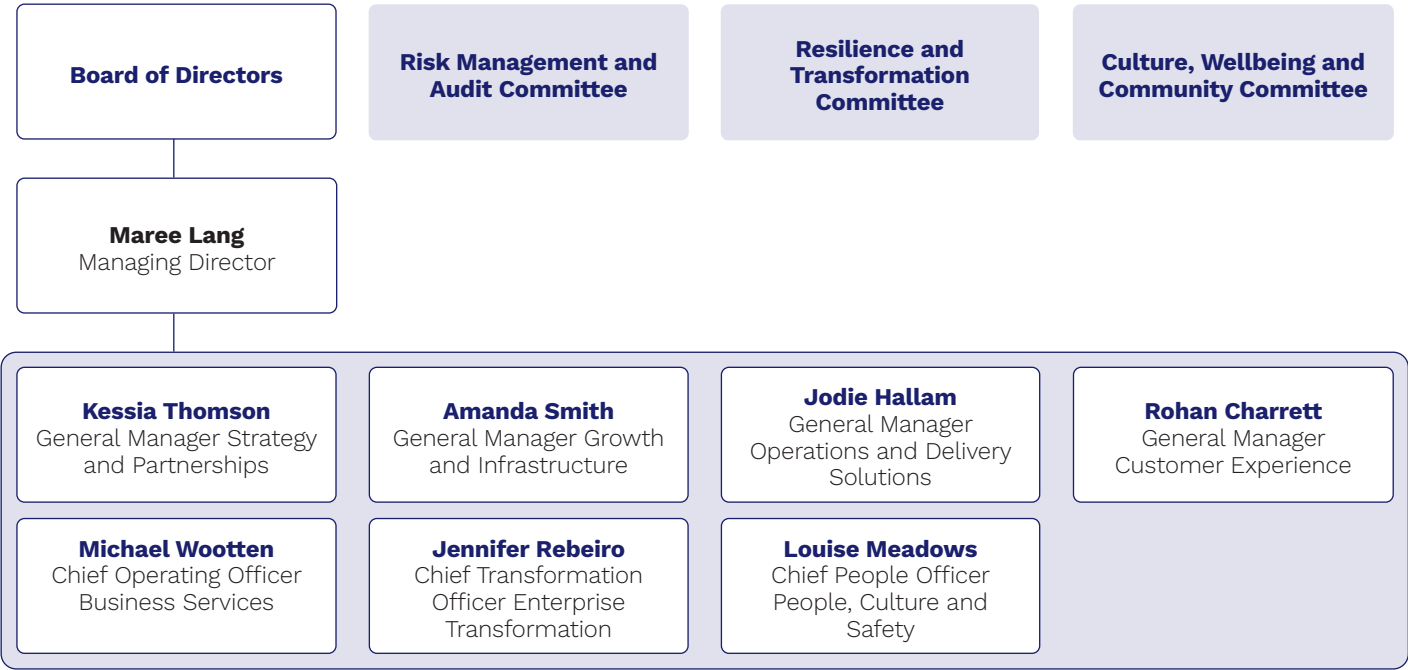 Board of Directors
Risk Management and
Audit Committee
Resilience and
Transformation
Committee
Culture, Wellbeing and
Community Committee
Maree Lang
Managing Director
Kessia Thomson
General Manager Strategy
and Partnerships
Amanda Smith
General Manager Growth
and Infrastructure
Jodie Hallam
General Manager
Operations and Delivery
Solutions
Rohan Charrett
General Manager
Customer Experience
Michael Wootten
Chief Operating Officer
Business Services
Jennifer Rebeiro
Chief Transformation
Officer Enterprise
Transformation
Louise Meadows
Chief People Officer
People, Culture and
Safety